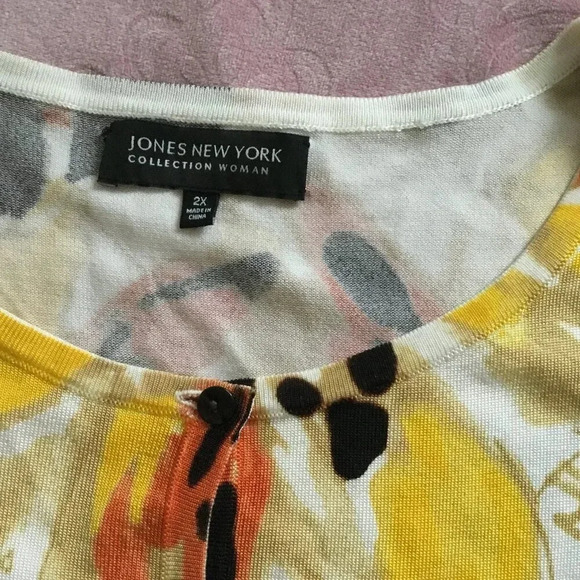 JONES NEW YORK
COLLECTION WOMAN
2X
MADE IN
CHINA